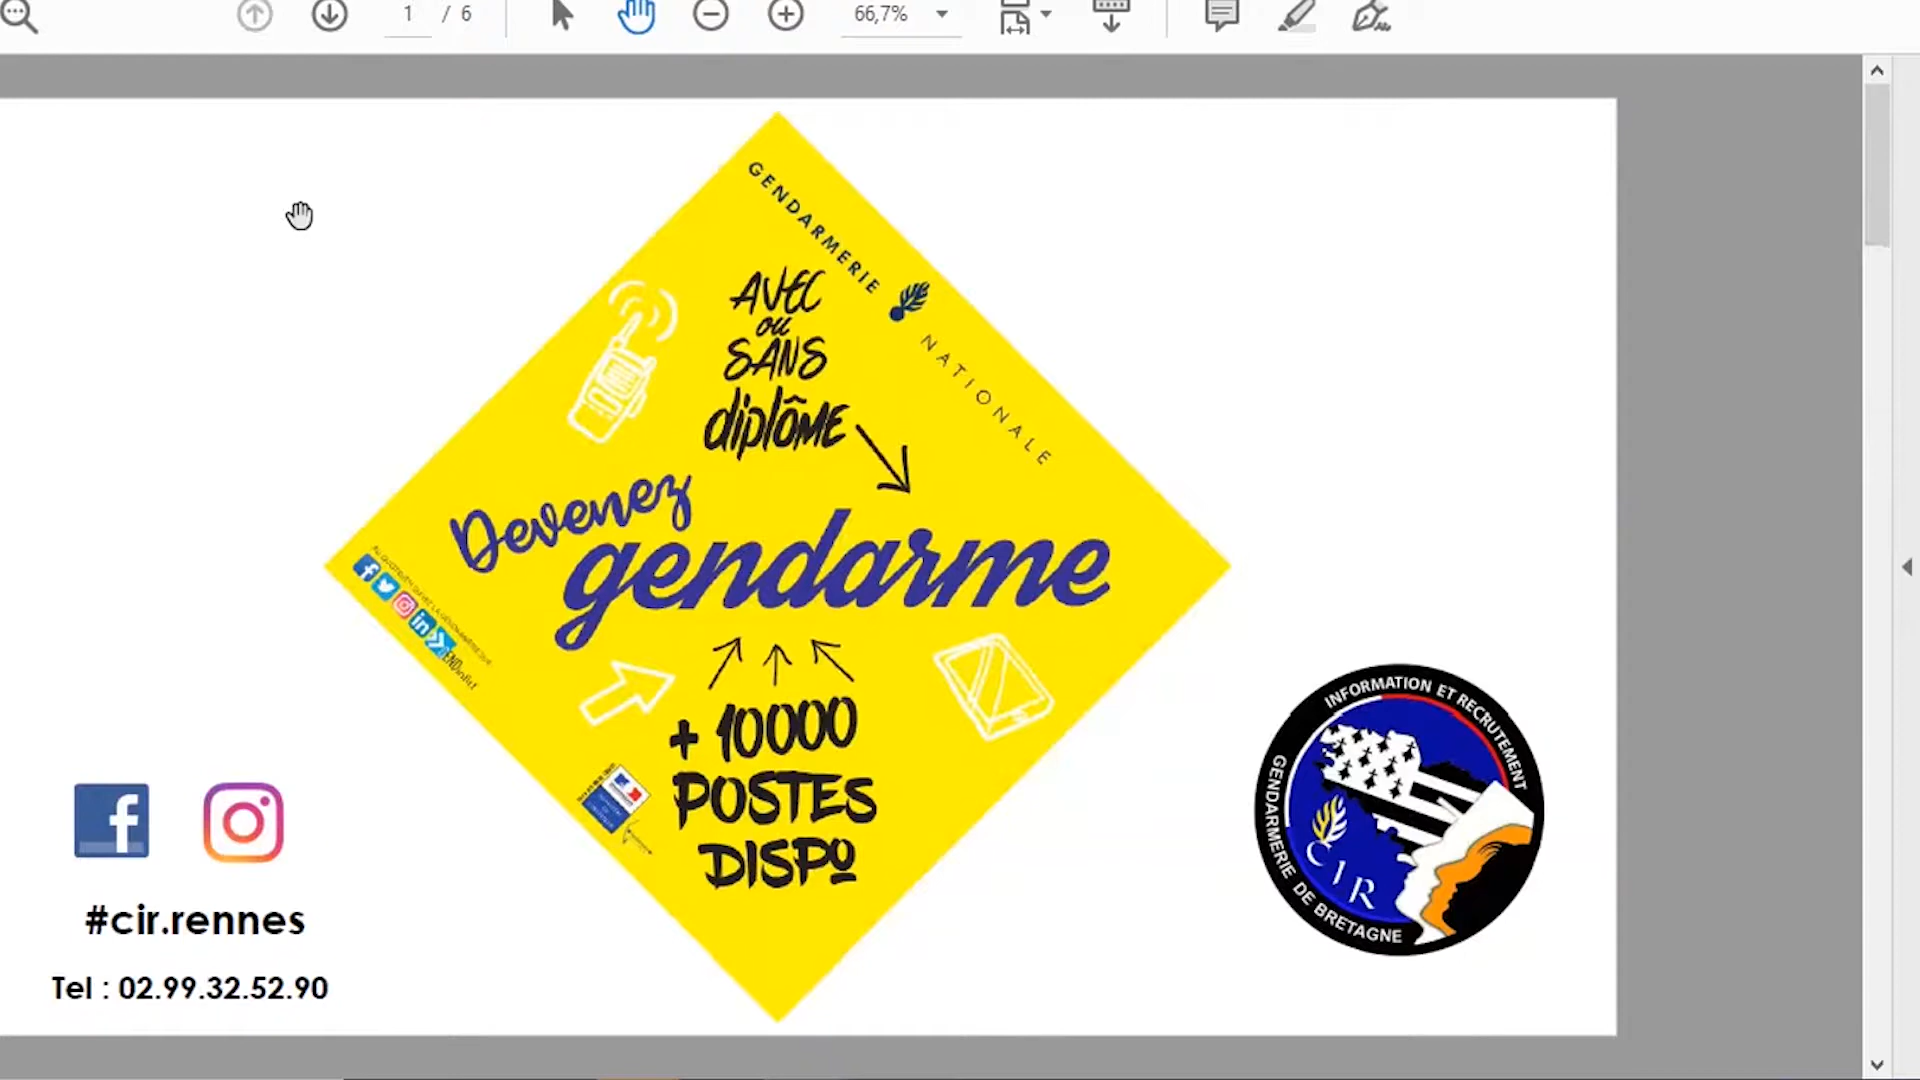 1 / 6
66,7%
GENDARMERIE
NATIONALE
AVEC
ou
SANS
diplôme
Devenez
gendarme
+ 10000
POSTES
DISPO
#cir.rennes
Tel : 02.99.32.52.90
INFORMATION ET RECRUTEMENT
CIR
GENDARMERIE DE BRETAGNE